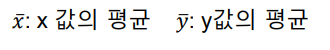 x̄: x 값의 평균 ȳ: y값의 평균